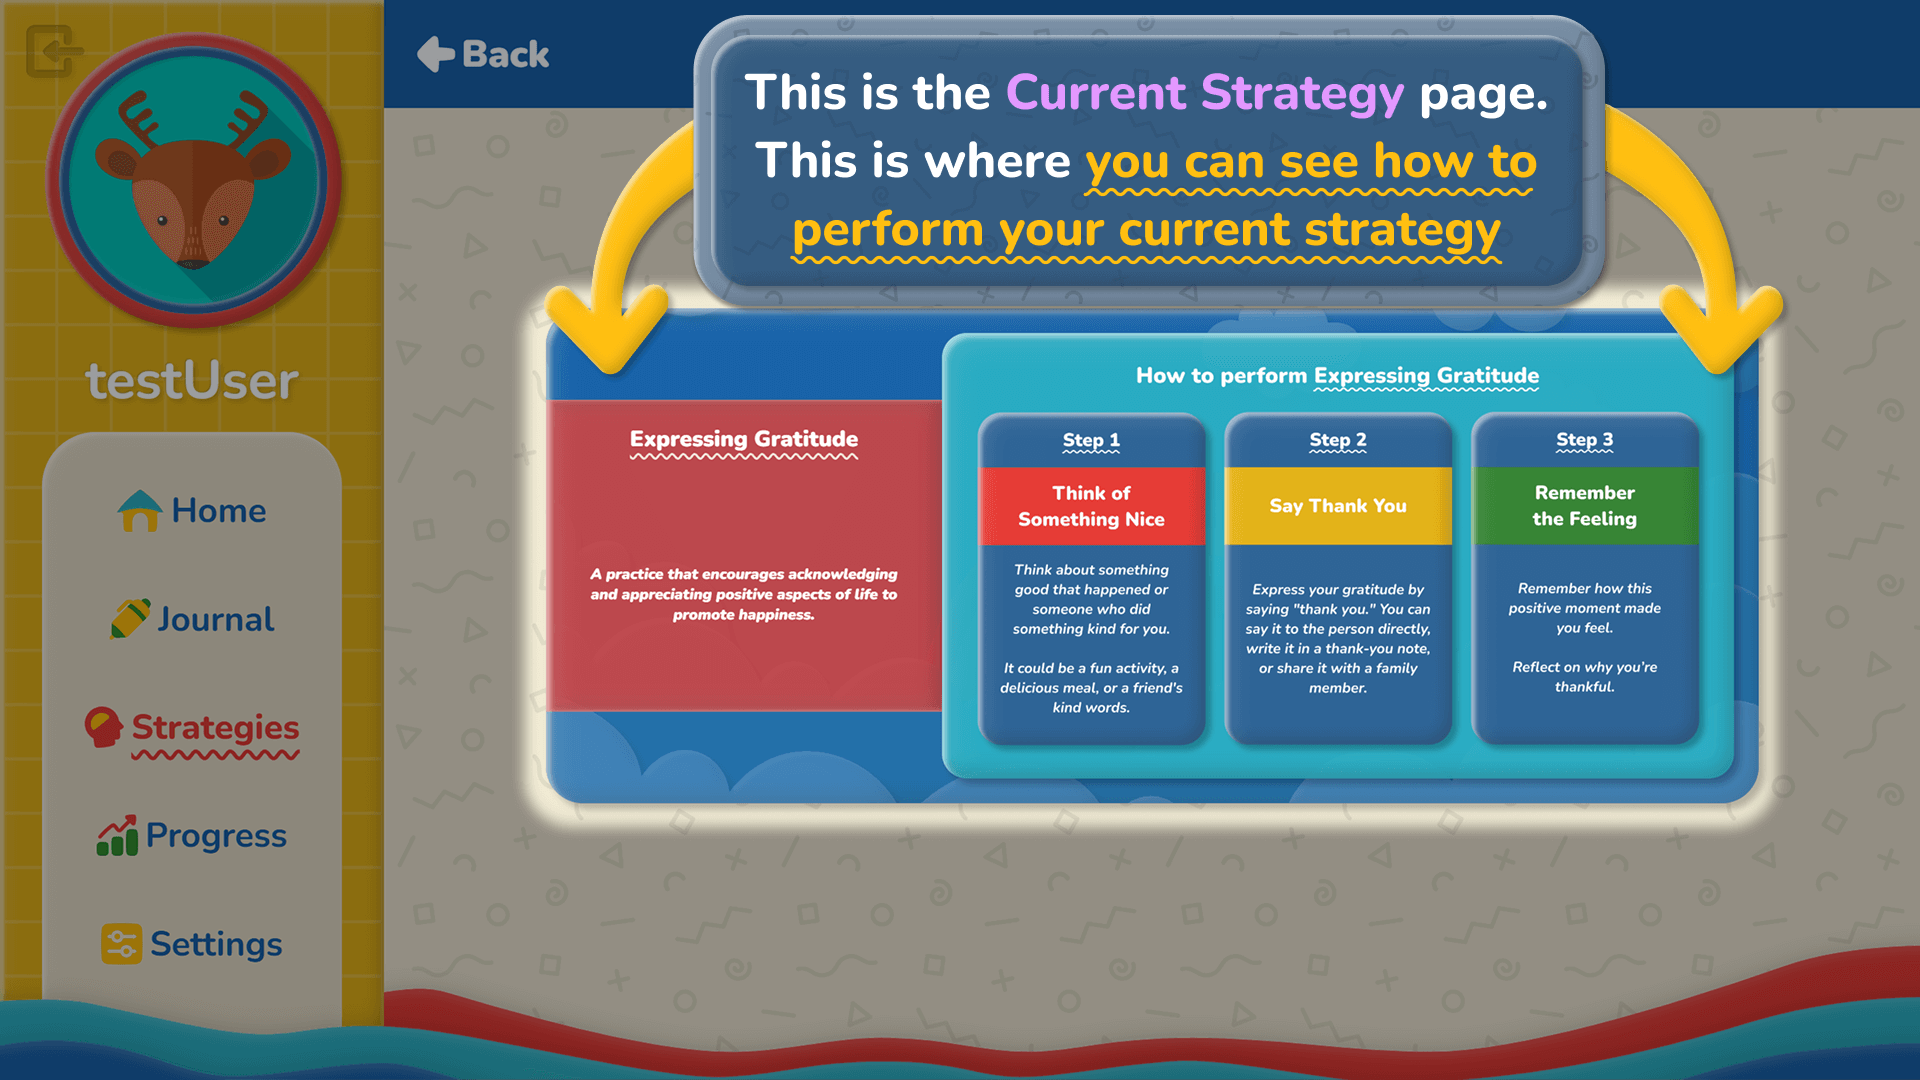 Back
This is the Current Strategy page.
This is where you can see how to
perform your current strategy
testUser
Home
Journal
Strategies
Progress
Settings
Expressing Gratitude
A practice that encourages acknowledging
and appreciating positive aspects of life to
promote happiness.
How to perform Expressing Gratitude
Step 1
Think of
Something Nice
Think about something
good that happened or
someone who did
something kind for you.
It could be a fun activity, a
delicious meal, or a friend's
kind words.
Step 2
Say Thank You
Express your gratitude by
saying "thank you." You can
say it to the person directly,
write it in a thank-you note,
or share it with a family
member.
Step 3
Remember
the Feeling
Remember how this
positive moment made
you feel.
Reflect on why you're
thankful.